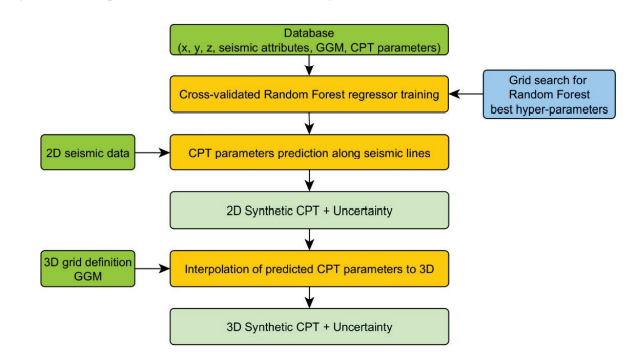 Database
(x, y, z, seismic attributes, GGM, CPT parameters)
Cross-validated Random Forest regressor training
Grid search for
Random Forest
best hyper-parameters
2D seismic data
CPT parameters prediction along seismic lines
2D Synthetic CPT + Uncertainty
3D grid definition
GGM
Interpolation of predicted CPT parameters to 3D
3D Synthetic CPT + Uncertainty